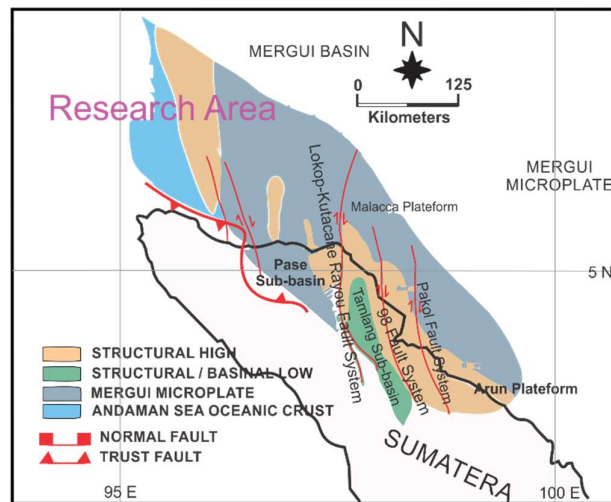 MERGUI BASIN
N
125
Kilometers
Research Area
MERGUI
MICROPLATE
Malacca Plateform
Lokop-Kutacane Rayou Fault System
Pase
Sub-basin
5 N
Tamlang Sub-basin
98 Fault System
Pakol Fault System
Arun Plateform
STRUCTURAL HIGH
STRUCTURAL / BASINAL LOW
MERGUI MICROPLATE
ANDAMAN SEA OCEANIC CRUST
NORMAL FAULT
TRUST FAULT
SUMATERA
95 E
100 E
0